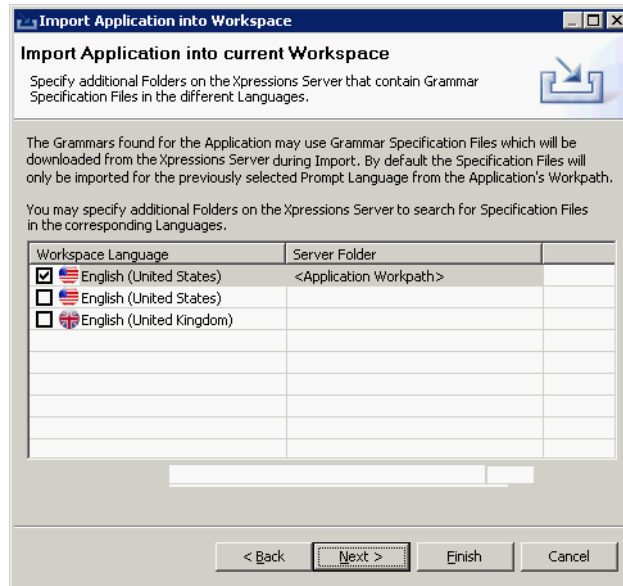 Import Application into Workspace
Import Application into current Workspace
Specify additional Folders on the Xpressions Server that contain Grammar
Specification Files in the different Languages.
The Grammars found for the Application may use Grammar Specification Files which will be
downloaded from the Xpressions Server during Import. By default the Specification Files will
only be imported for the previously selected Prompt Language from the Application's Workpath.
You may specify additional Folders on the Xpressions Server to search for Specification Files
in the corresponding Languages.
Workspace Language Server Folder
English (United States) <Application Workpath>
English (United States)
English (United Kingdom)
< Back Next > Finish Cancel